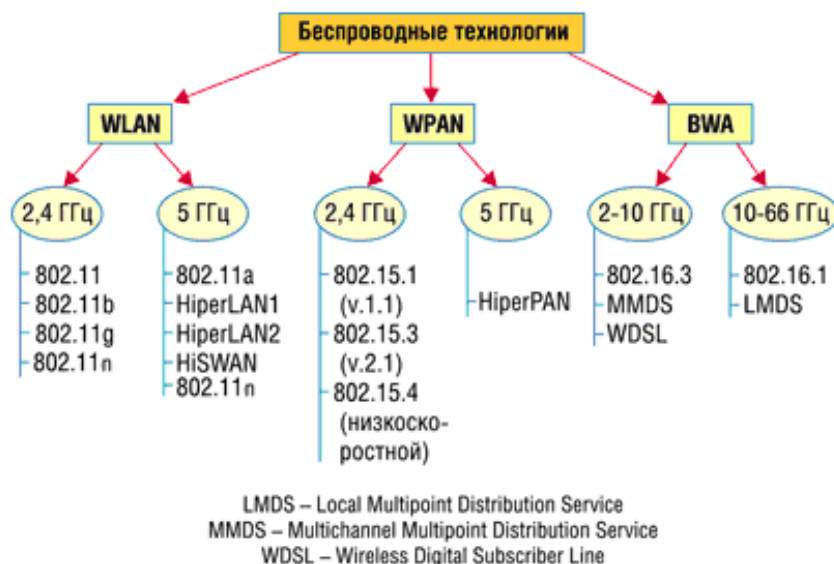 Беспроводные технологии
WLAN
WPAN
BWA
2,4 ГГц
5 ГГц
2,4 ГГц
5 ГГц
2-10 ГГц
10-66 ГГц
802.11
802.11b
802.11g
802.11n
802.11a
HiperLAN1
HiperLAN2
HiSWAN
802.11n
802.15.1
(v.1.1)
802.15.3
(v.2.1)
802.15.4
(низкоско-
ростной)
HiperPAN
802.16.3
MMDS
WDSL
802.16.1
LMDS
LMDS – Local Multipoint Distribution Service
MMDS – Multichannel Multipoint Distribution Service
WDSL – Wireless Digital Subscriber Line